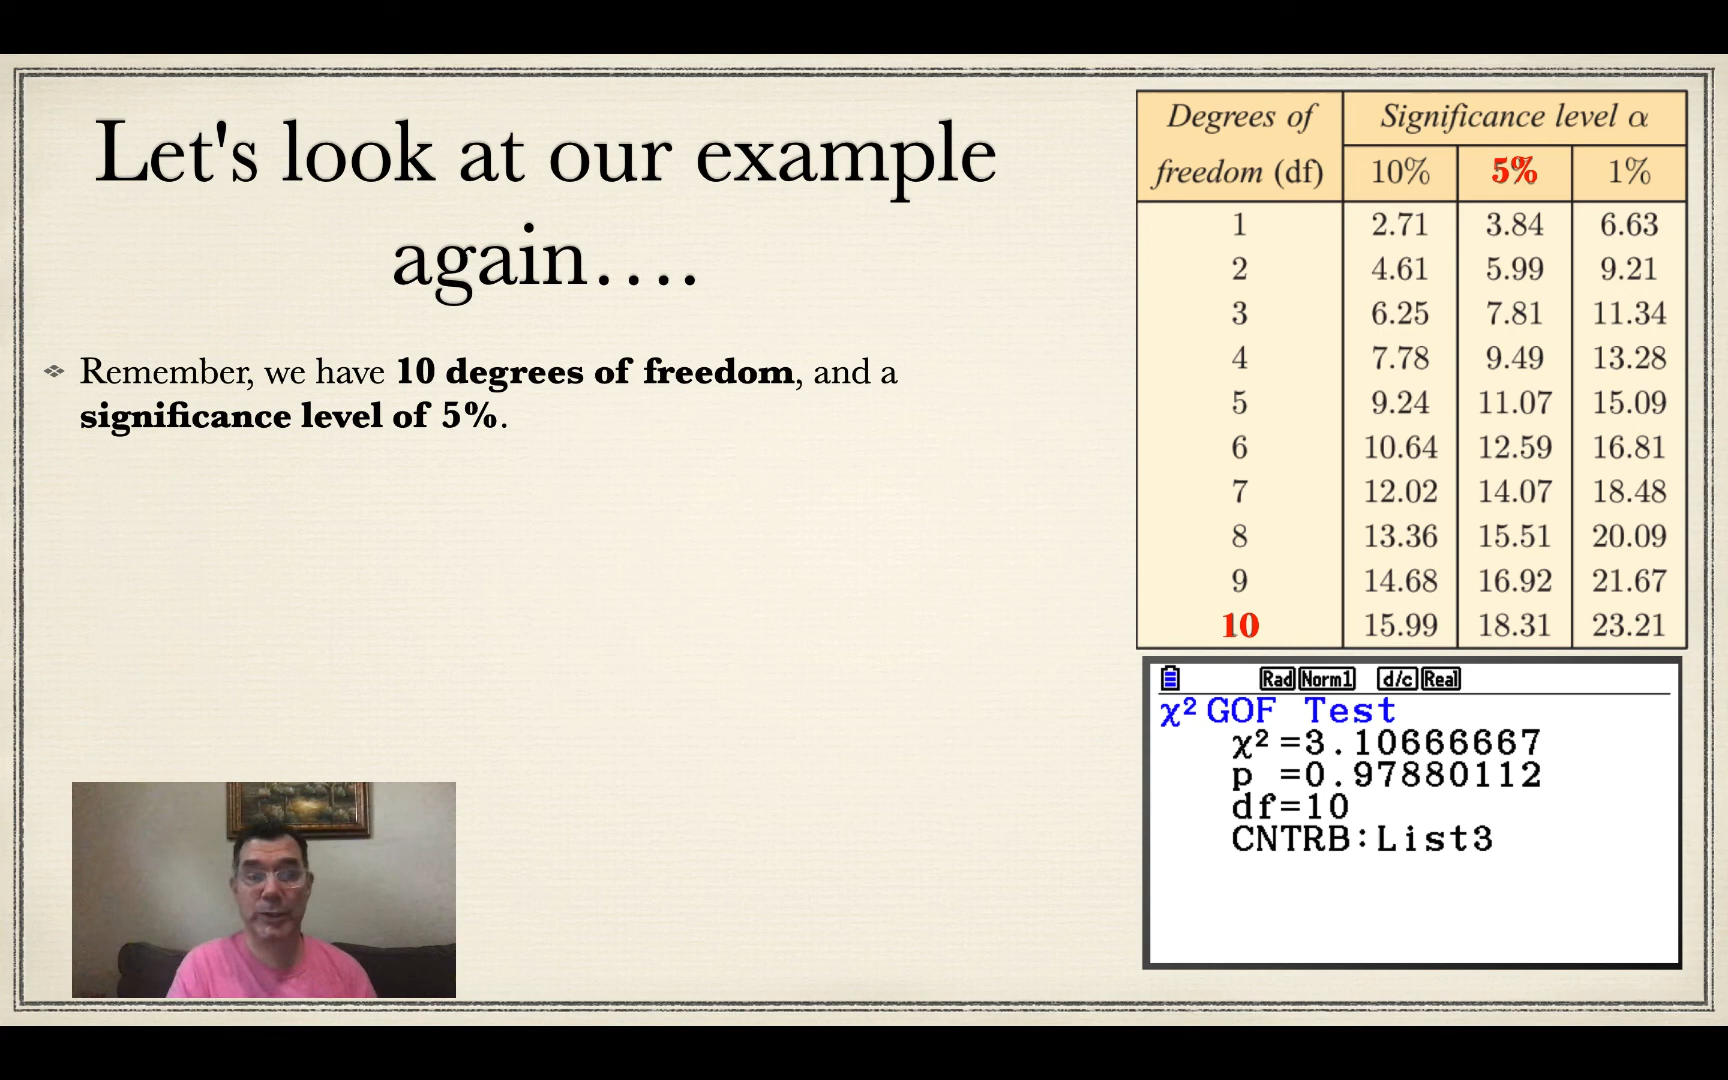 Let's look at our example
again....
Remember, we have 10 degrees of freedom, and a
significance level of 5%.
Degrees of freedom (df) Significance level α
10% 5% 1%
1 2.71 3.84 6.63
2 4.61 5.99 9.21
3 6.25 7.81 11.34
4 7.78 9.49 13.28
5 9.24 11.07 15.09
6 10.64 12.59 16.81
7 12.02 14.07 18.48
8 13.36 15.51 20.09
9 14.68 16.92 21.67
10 15.99 18.31 23.21
Rad Norm1 d/c Real
χ² GOF Test
χ² =3.10666667
p =0.97880112
df=10
CNTRB:List3